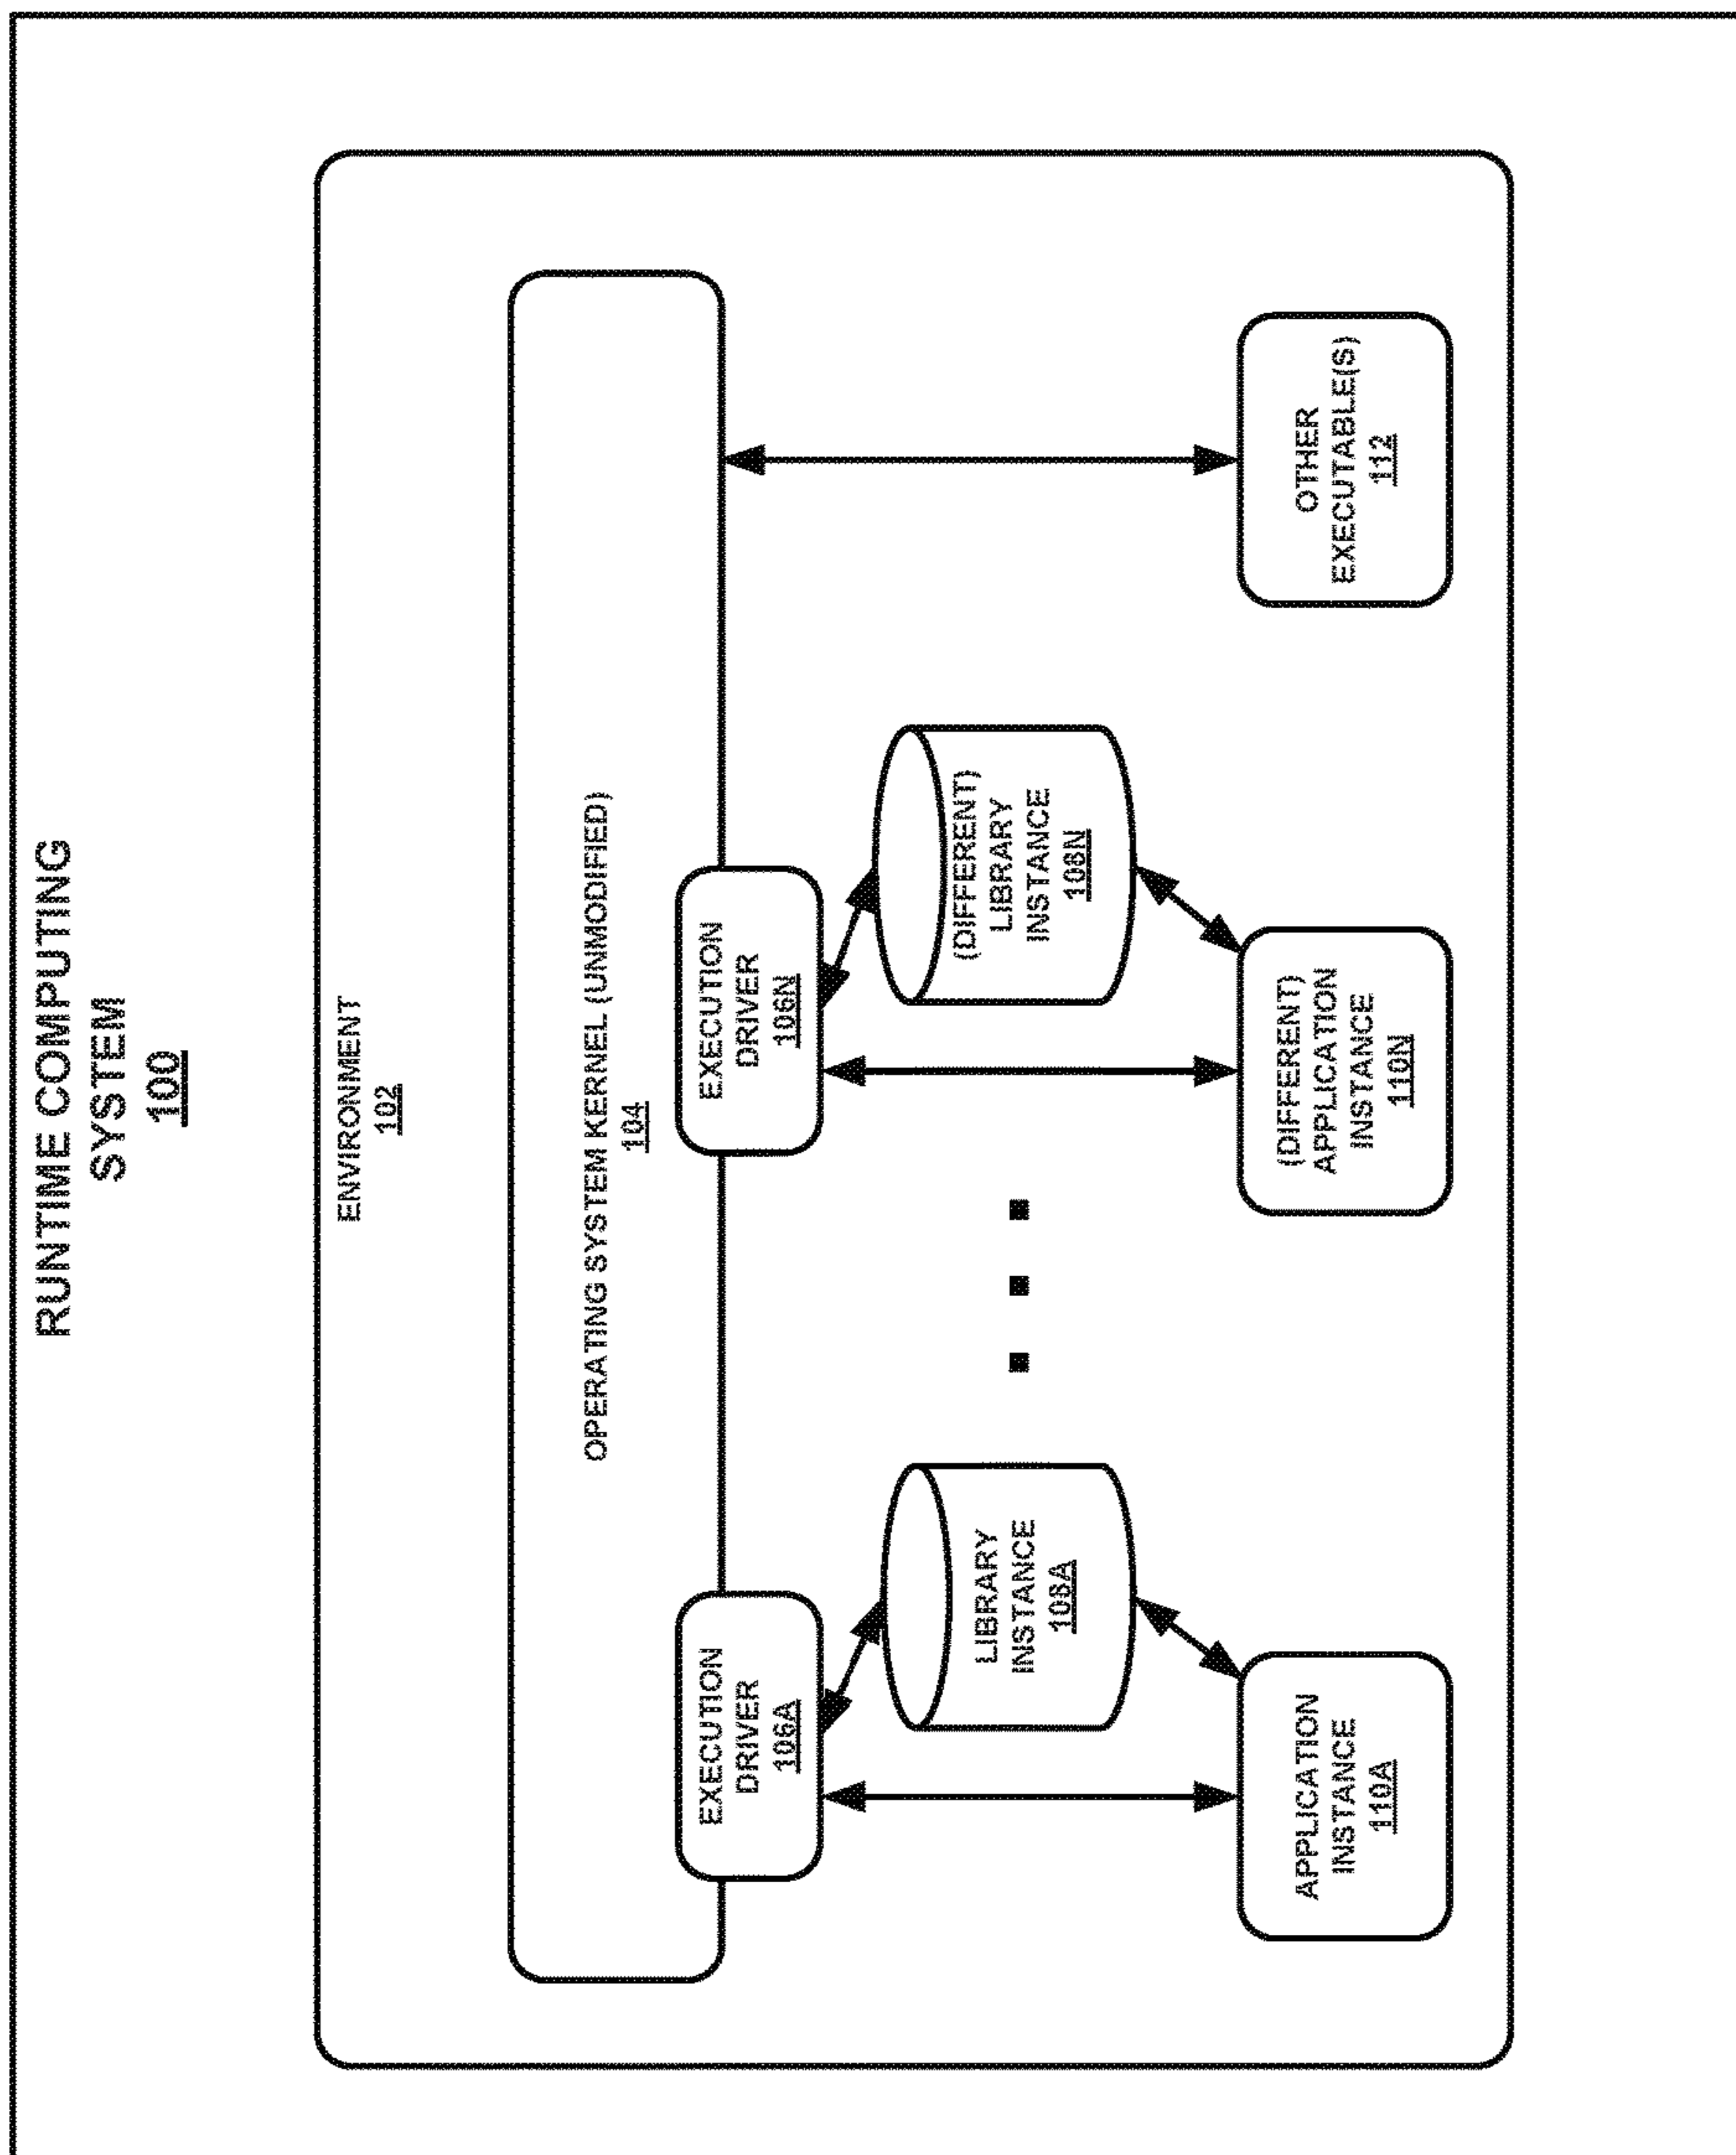 RUNTIME COMPUTING
SYSTEM
100
ENVIRONMENT
102
OPERATING SYSTEM KERNEL (UNMODIFIED)
104
EXECUTION
DRIVER
106A
EXECUTION
DRIVER
106N
LIBRARY
INSTANCE
108A
(DIFFERENT)
LIBRARY
INSTANCE
108N
APPLICATION
INSTANCE
110A
(DIFFERENT)
APPLICATION
INSTANCE
110N
OTHER
EXECUTABLE(S)
112